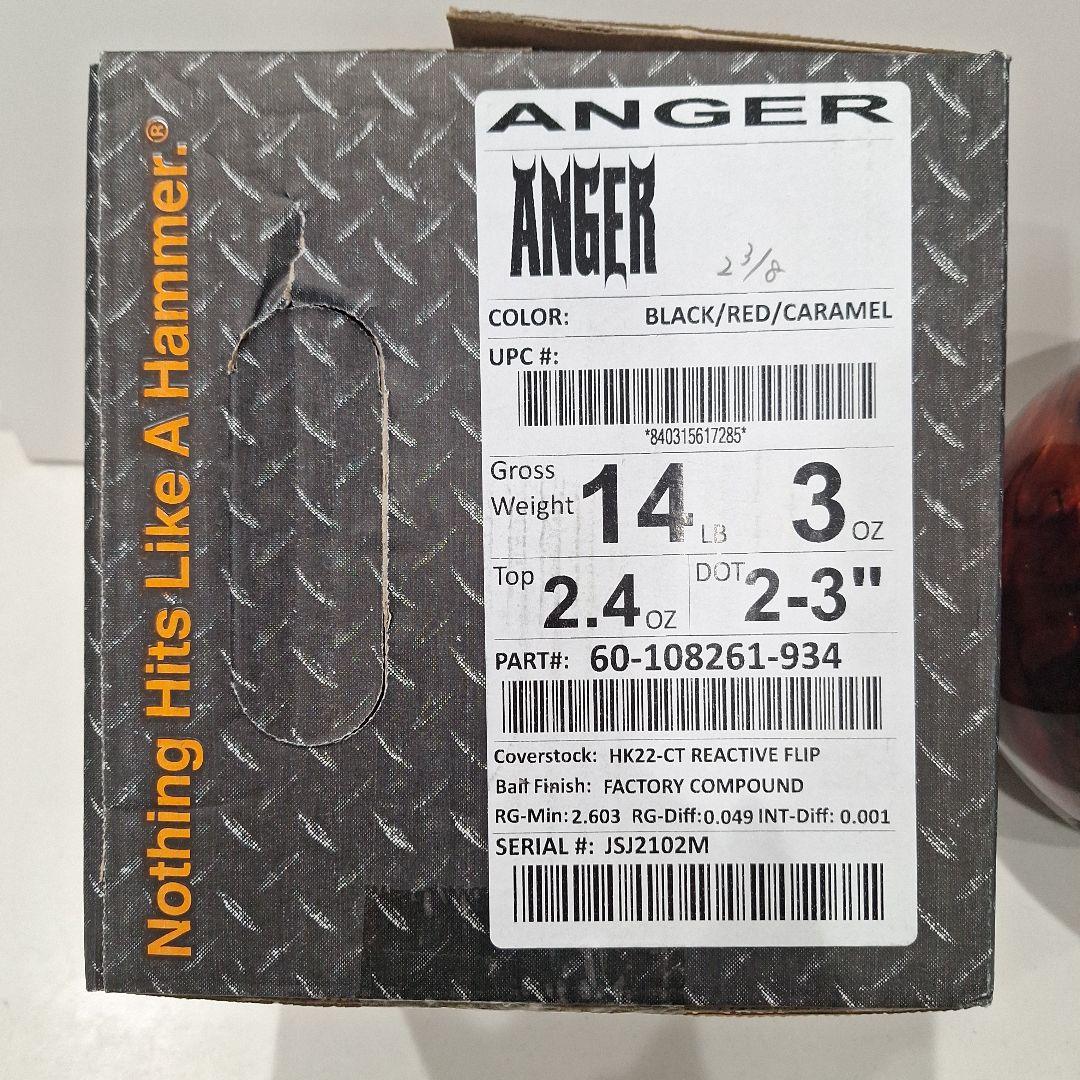 Nothing Hits Like A Hammer.®
ANGER
ANGER
2 3/8
COLOR: BLACK/RED/CARAMEL
UPC #:
*840315617285*
Gross Weight 14 LB 3 OZ
Top 2.4 OZ DOT 2-3"
PART#: 60-108261-934
Coverstock: HK22-CT REACTIVE FLIP
Bait Finish: FACTORY COMPOUND
RG-Min: 2.603 RG-Diff: 0.049 INT-Diff: 0.001
SERIAL #: JSJ2102M